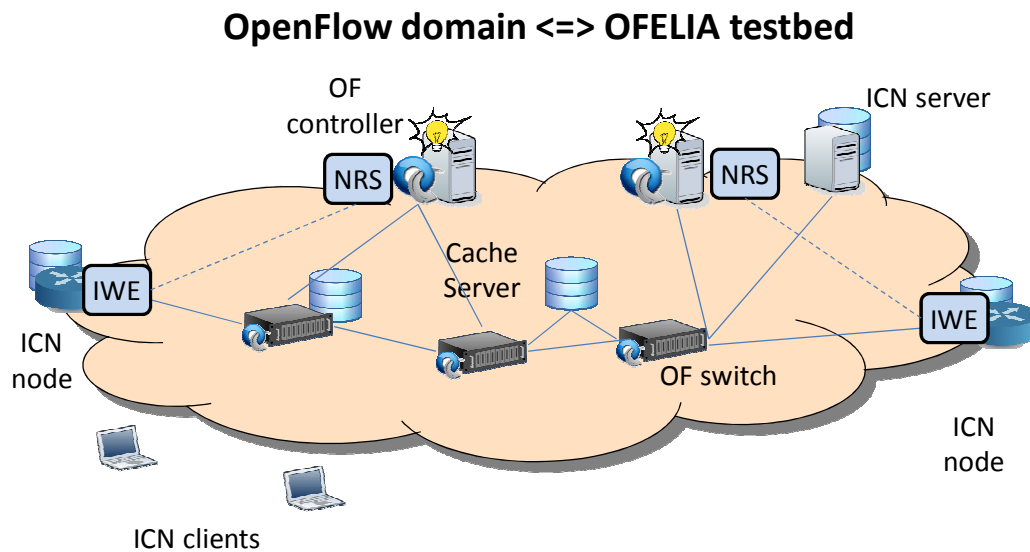 OpenFlow domain <=> OFELIA testbed
OF
controller
ICN server
NRS
NRS
Cache
Server
IWE
IWE
ICN
node
OF switch
ICN
node
ICN clients